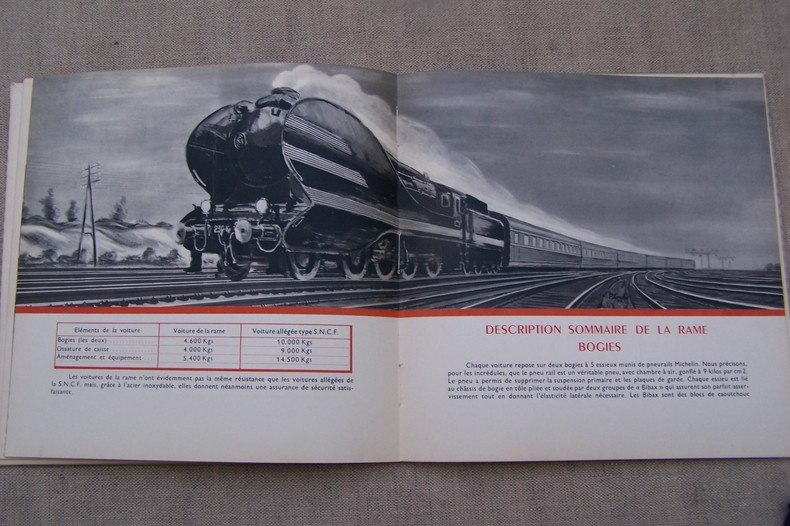 Eléments de la voiture Voiture de la rame Voiture allégée type S.N.C.F.
Bogies (les deux) 4.600 Kgs 10.000 Kgs
Ossature de caisse 4.000 Kgs 9.000 Kgs
Aménagement et équipement 5.400 Kgs 14.500 Kgs
Les voitures de la rame n'ont évidemment pas la même résistance que les voitures allégées de
la S.N.C.F. mais, grâce à l'acier inoxydable, elles donnent néanmoins une assurance de sécurité satis-
faisante.
DESCRIPTION SOMMAIRE DE LA RAME
BOGIES
Chaque voiture repose sur deux bogies à 5 essieux munis de pneurails Michelin. Nous précisons,
pour les incrédules, que le pneu rail est un véritable pneu, avec chambre à air, gonflé à 9 kilos par cm2.
Le pneu a permis de supprimer la suspension primaire et les plaques de garde. Chaque essieu est lié
au châssis de bogie en tôle pliée et soudée par deux groupes de « Bibax » qui assurent son parfait asser-
vissement tout en donnant l'élasticité latérale nécessaire. Les Bibax sont des blocs de caoutchouc